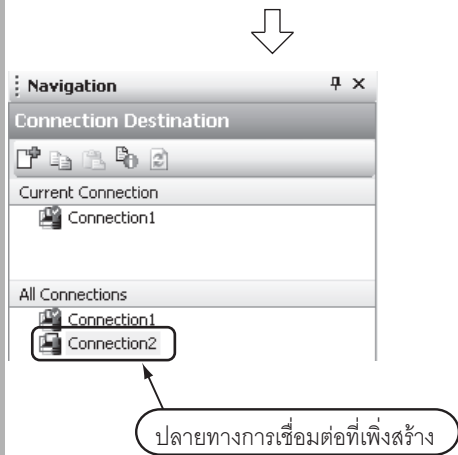 Navigation
Connection Destination
Current Connection
Connection1
All Connections
Connection1
Connection2
ปลายทางการเชื่อมต่อที่เพิ่งสร้าง